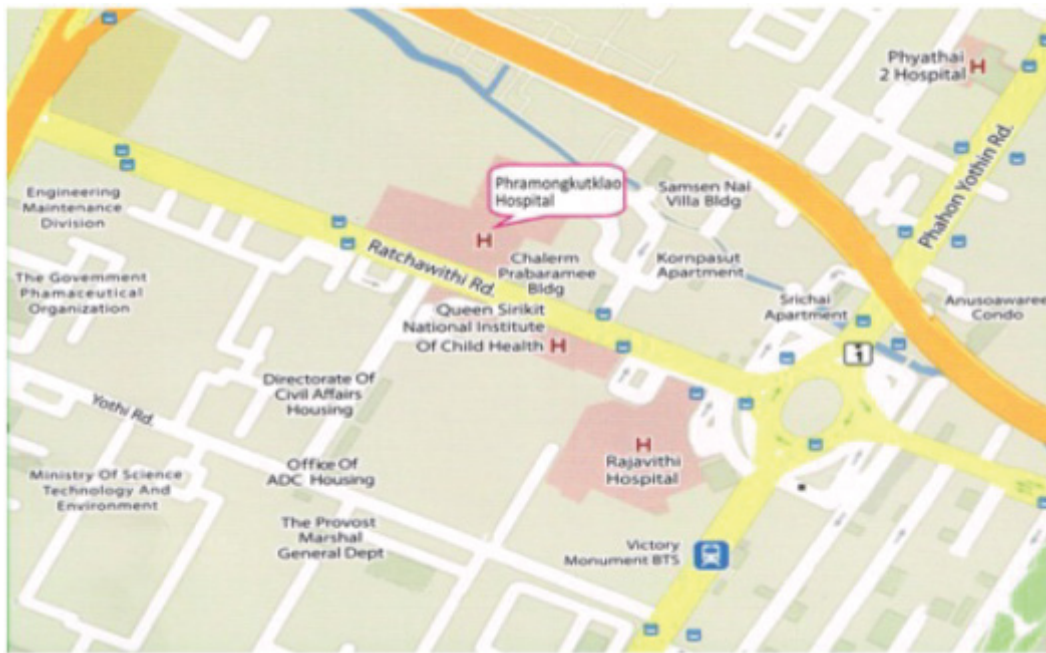 Phyathai
2 Hospital
Phahon Yothin Rd.
Phramongkutklao
Hospital
Samsen Nai
Villa Bldg
Engineering
Maintenance
Division
Ratchawithi Rd.
Chalerm
Prabaramee
Bldg
Kornpasut
Apartment
The Government
Phamaceutical
Organization
Srichai
Apartment
Anusoawaree
Condo
Queen Sirikit
National Institute
Of Child Health
H
H
H
H
1
Directorate Of
Civil Affairs
Housing
Yothi Rd.
Office Of
ADC Housing
Rajavithi
Hospital
Ministry Of Science
Technology And
Environment
The Provost
Marshal
General Dept
Victory
Monument BTS